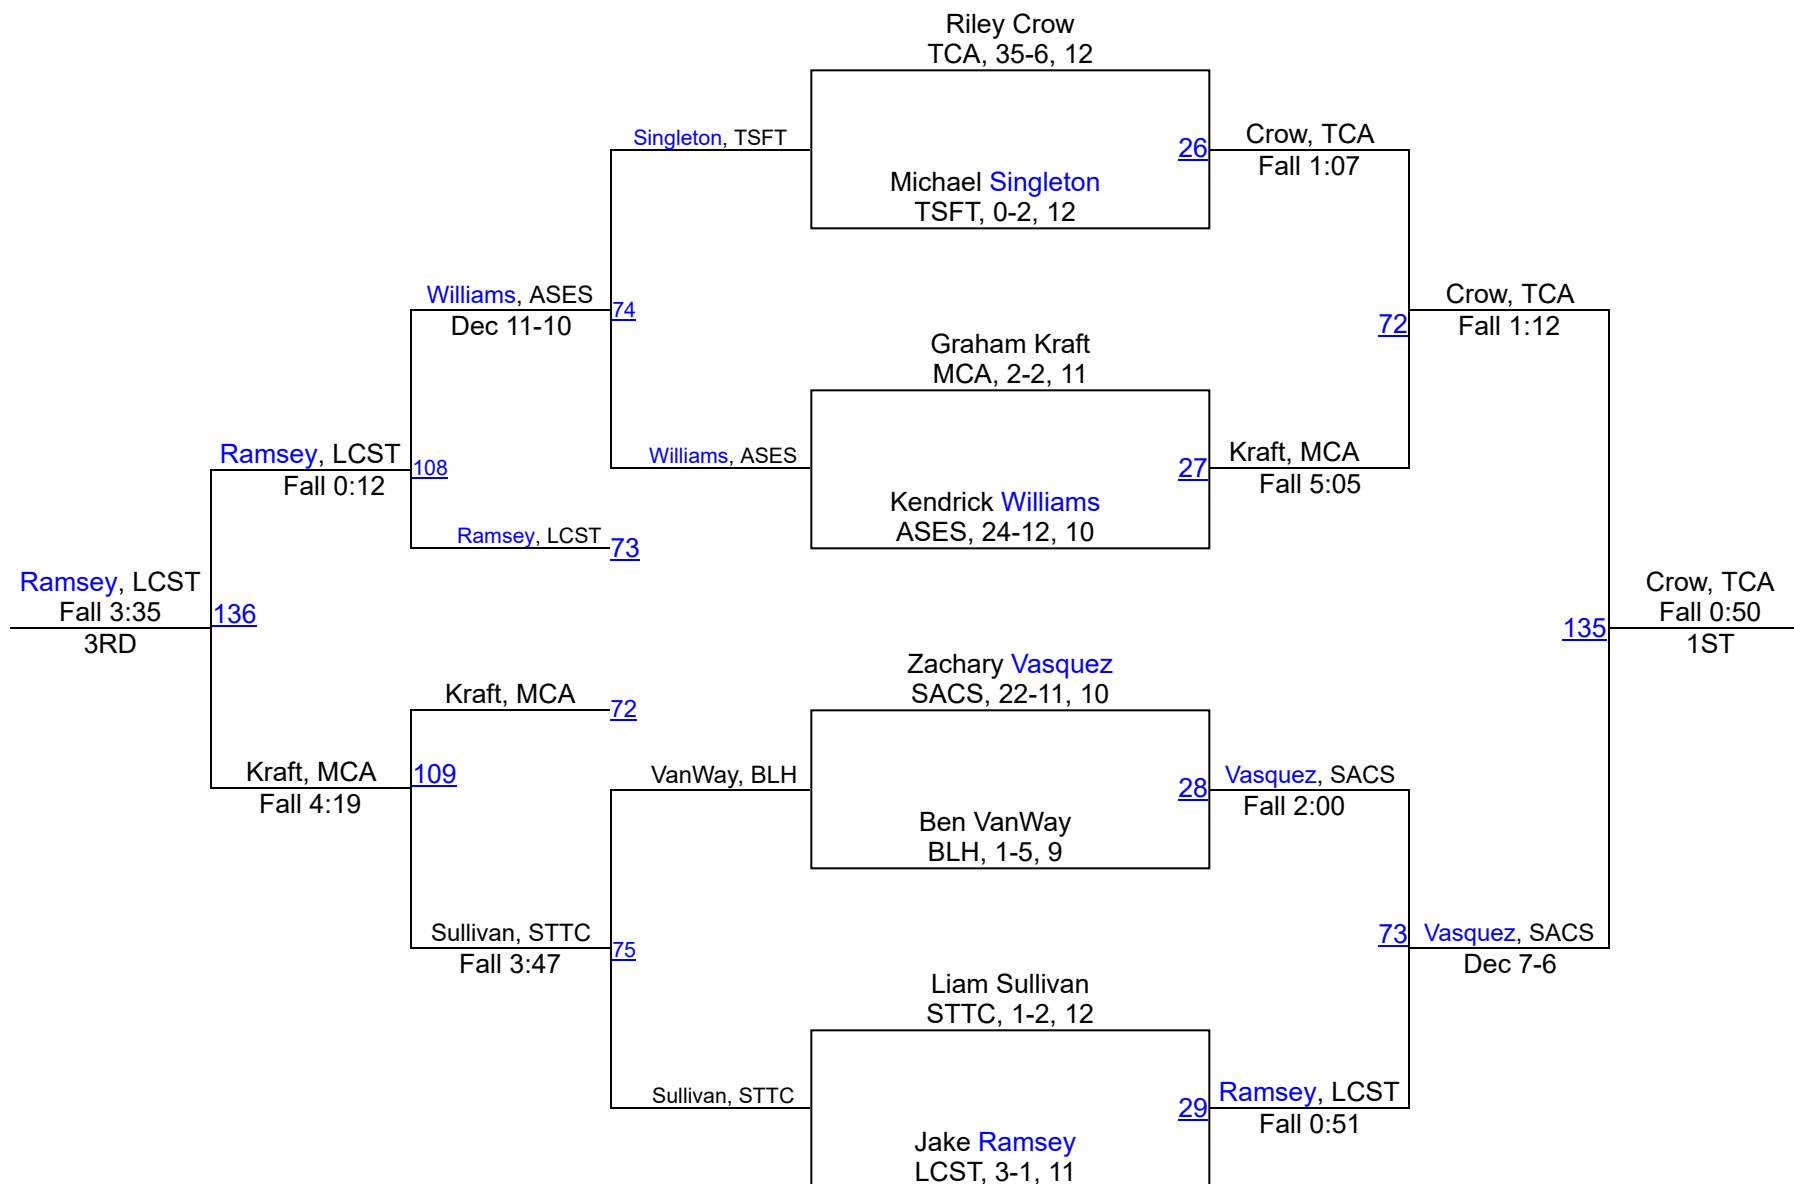 Riley Crow
TCA, 35-6, 12
Singleton, TSFT
26
Crow, TCA
Fall 1:07
Michael Singleton
TSFT, 0-2, 12
Williams, ASES
Dec 11-10
74
Crow, TCA
Fall 1:12
72
Graham Kraft
MCA, 2-2, 11
Ramsey, LCST
Fall 0:12
108
Williams, ASES
27
Kraft, MCA
Fall 5:05
Kendrick Williams
ASES, 24-12, 10
Ramsey, LCST
73
Ramsey, LCST
Fall 3:35
3RD
136
135
Crow, TCA
Fall 0:50
1ST
Zachary Vasquez
SACS, 22-11, 10
Kraft, MCA
72
Kraft, MCA
Fall 4:19
109
VanWay, BLH
28
Vasquez, SACS
Fall 2:00
Ben VanWay
BLH, 1-5, 9
Sullivan, STTC
Fall 3:47
75
73
Vasquez, SACS
Dec 7-6
Liam Sullivan
STTC, 1-2, 12
Sullivan, STTC
29
Ramsey, LCST
Fall 0:51
Jake Ramsey
LCST, 3-1, 11